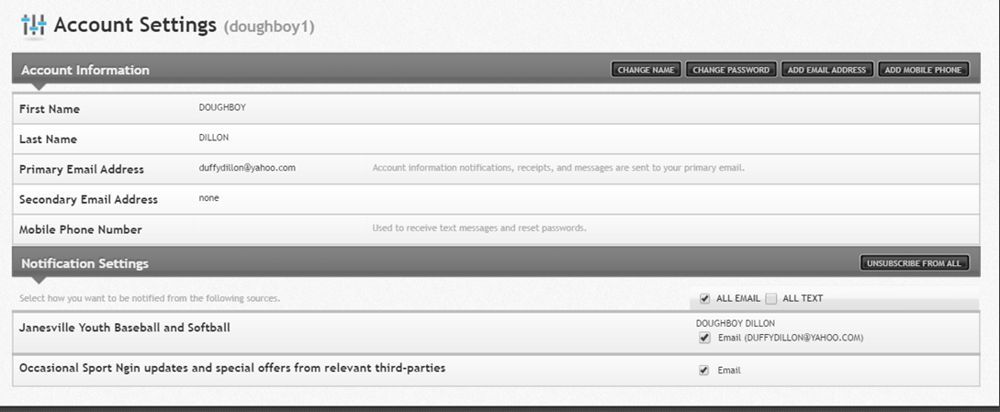 Account Settings (doughboy1)
Account Information CHANGE NAME CHANGE PASSWORD ADD EMAIL ADDRESS ADD MOBILE PHONE
First Name DOUGHBOY
Last Name DILLON
Primary Email Address duffydillon@yahoo.com Account information notifications, receipts, and messages are sent to your primary email.
Secondary Email Address none
Mobile Phone Number Used to receive text messages and reset passwords.
Notification Settings UNSUBSCRIBE FROM ALL
Select how you want to be notified from the following sources. ALL EMAIL ALL TEXT
Janesville Youth Baseball and Softball DOUGHBOY DILLON
Email (DUFFYDILLON@YAHOO.COM)
Occasional Sport Ngin updates and special offers from relevant third-parties Email